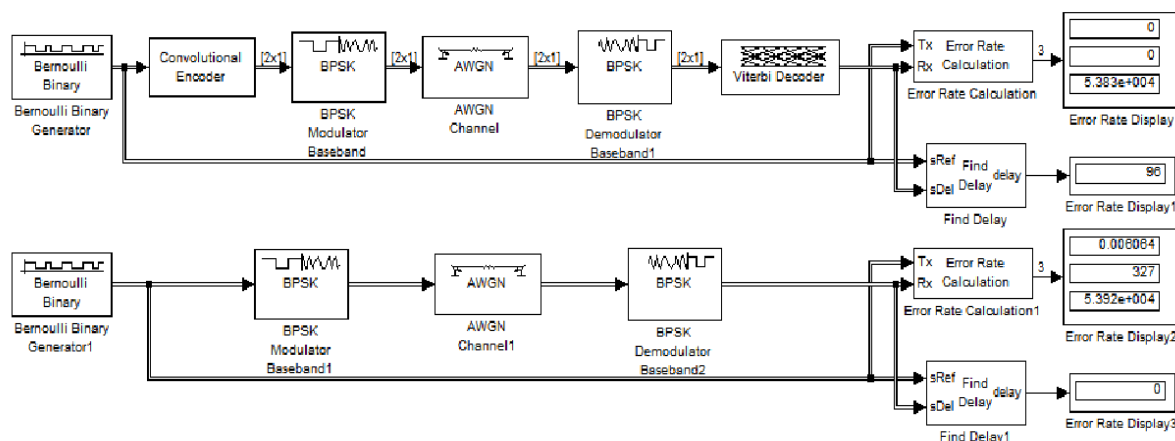 Bernoulli
Binary
Bernoulli Binary
Generator
Convolutional
Encoder
[2x1]
BPSK
BPSK
Modulator
Baseband
[2x1]
AWGN
AWGN
Channel
[2x1]
BPSK
BPSK
Demodulator
Baseband1
[2x1]
Viterbi Decoder
Tx
Rx
Error Rate
Calculation
Error Rate Calculation
3
0
0
5.383e+004
Error Rate Display
sRef
sDel
Find
Delay
delay
Find Delay
96
Error Rate Display1
Bernoulli
Binary
Bernoulli Binary
Generator1
BPSK
BPSK
Modulator
Baseband1
AWGN
AWGN
Channel1
BPSK
BPSK
Demodulator
Baseband2
Tx
Rx
Error Rate
Calculation
Error Rate Calculation1
3
0.006064
327
5.392e+004
Error Rate Display2
sRef
sDel
Find
Delay
delay
Find Delay1
0
Error Rate Display3